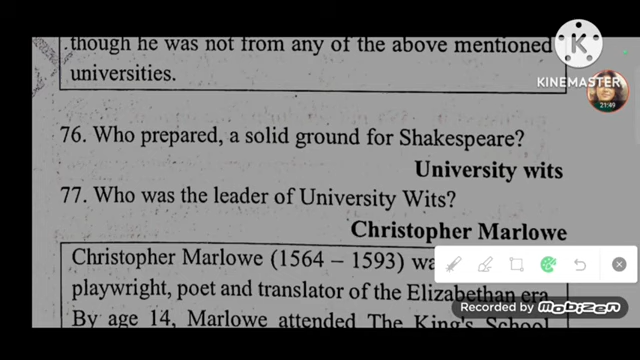 though he was not from any of the above mentioned
universities.
KINEMASTER
21:49
76. Who prepared, a solid ground for Shakespeare?
University wits
77. Who was the leader of University Wits?
Christopher Marlowe
Christopher Marlowe (1564 – 1593)
playwright, poet and translator of the Elizabethan era
Recorded by Mobizen
By age 14, Marlowe attended The King's School